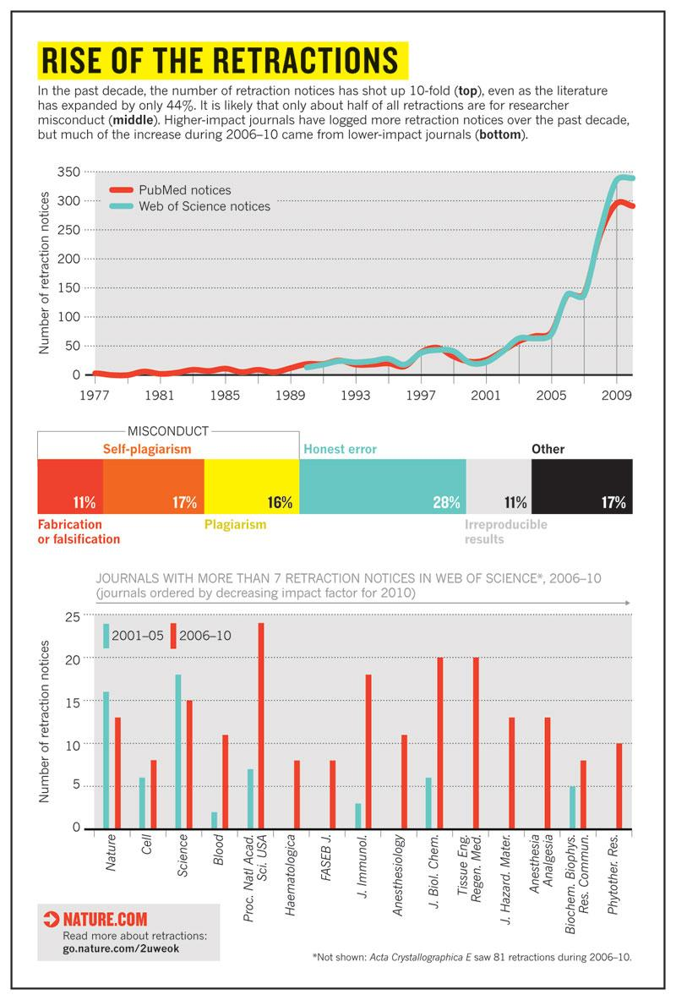 RISE OF THE RETRACTIONS
In the past decade, the number of retraction notices has shot up 10-fold (top), even as the literature
has expanded by only 44%. It is likely that only about half of all retractions are for researcher
misconduct (middle). Higher-impact journals have logged more retraction notices over the past decade,
but much of the increase during 2006–10 came from lower-impact journals (bottom).
Number of retraction notices
350
300
250
200
150
100
50
0
PubMed notices
Web of Science notices
1977 1981 1985 1989 1993 1997 2001 2005 2009
MISCONDUCT
Self-plagiarism Honest error Other
11% 17% 16% 28% 11% 17%
Fabrication
or falsification
Plagiarism
Irreproducible
results
JOURNALS WITH MORE THAN 7 RETRACTION NOTICES IN WEB OF SCIENCE*, 2006–10
(journals ordered by decreasing impact factor for 2010)
Number of retraction notices
25
20
15
10
5
0
2001–05 2006–10
Nature
Cell
Science
Blood
Proc. Natl Acad.
Sci. USA
Haematologica
FASEB J.
J. Immunol.
Anesthesiology
J. Biol. Chem.
Tissue Eng.
Regen. Med.
J. Hazard. Mater.
Anesthesia
Analgesia
Biochem. Biophys.
Res. Commun.
Phytother. Res.
NATURE.COM
Read more about retractions:
go.nature.com/2uweok
*Not shown: Acta Crystallographica E saw 81 retractions during 2006–10.